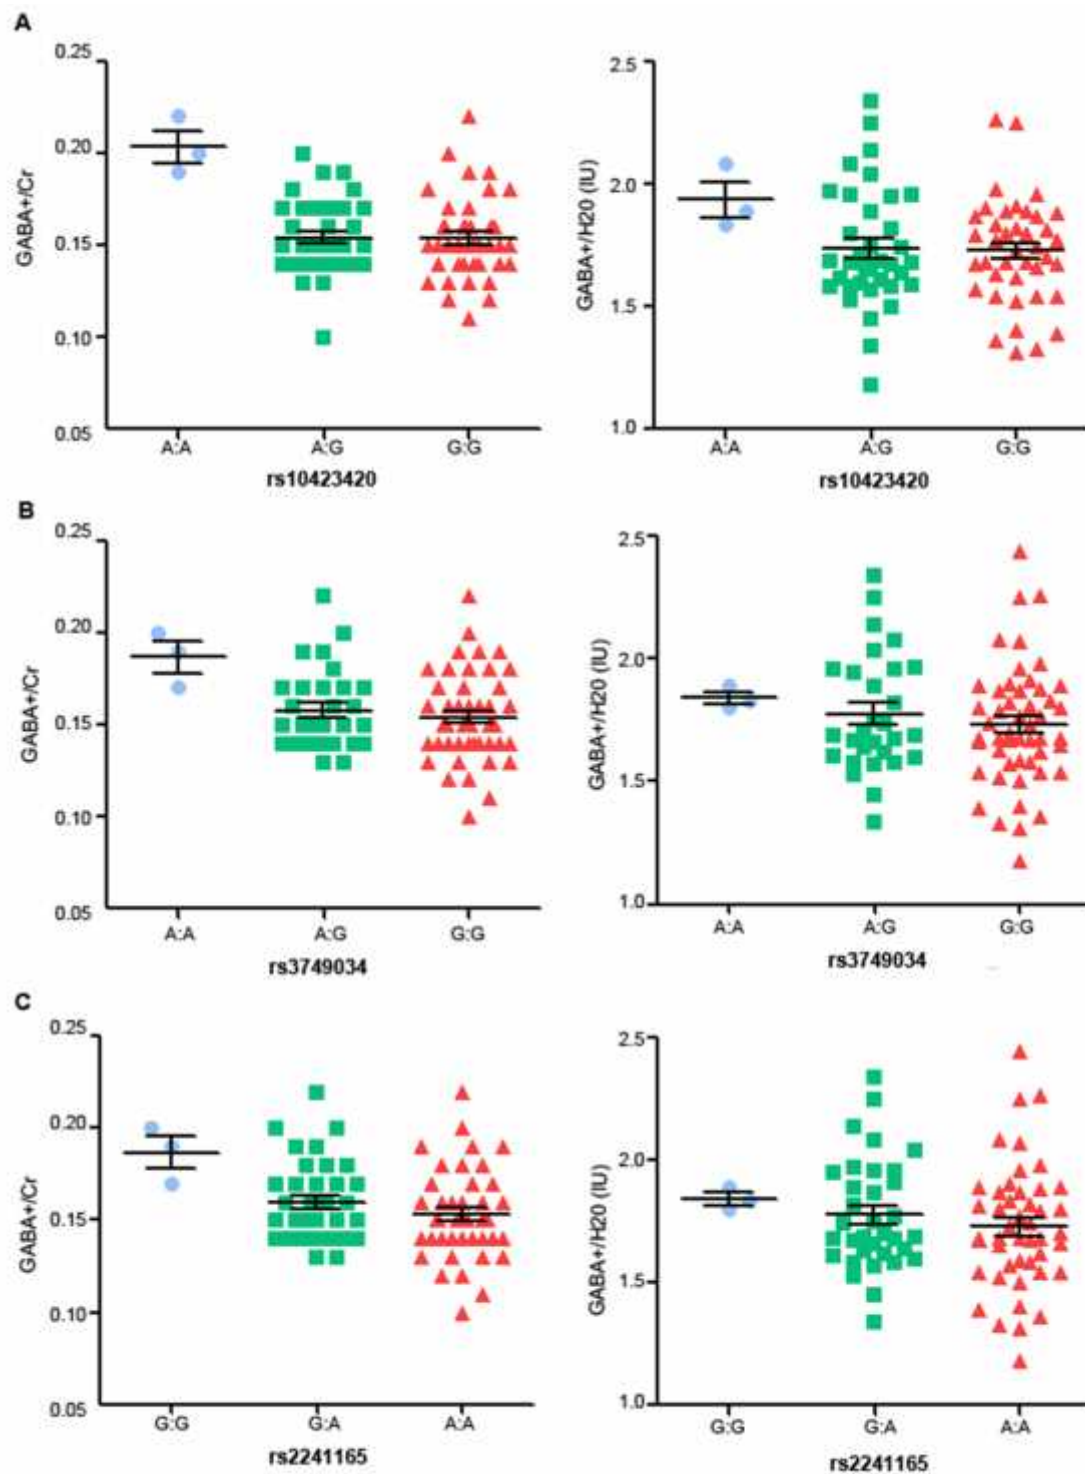 A
0.25
0.20
0.15
0.10
0.05
GABA+/Cr
A:A A:G G:G
rs10423420
2.5
2.0
1.5
1.0
GABA+/H20 (IU)
A:A A:G G:G
rs10423420
B
0.25
0.20
0.15
0.10
0.05
GABA+/Cr
A:A A:G G:G
rs3749034
2.5
2.0
1.5
1.0
GABA+/H20 (IU)
A:A A:G G:G
rs3749034
C
0.25
0.20
0.15
0.10
0.05
GABA+/Cr
G:G G:A A:A
rs2241165
2.5
2.0
1.5
1.0
GABA+/H20 (IU)
G:G G:A A:A
rs2241165